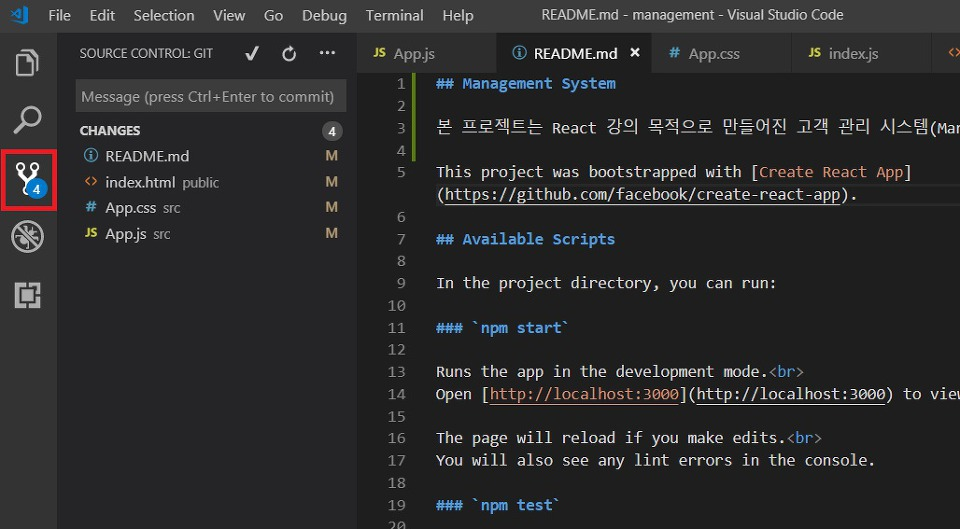 File Edit Selection View Go Debug Terminal Help README.md - management - Visual Studio Code
SOURCE CONTROL: GIT
Message (press Ctrl+Enter to commit)
CHANGES 4
README.md M
index.html public M
App.css src M
JS App.js src M
4
JS App.js README.md × # App.css JS index.js
1 ## Management System
2
3 본 프로젝트는 React 강의 목적으로 만들어진 고객 관리 시스템(Man
4
5 This project was bootstrapped with [Create React App]
(https://github.com/facebook/create-react-app).
6
7 ## Available Scripts
8
9 In the project directory, you can run:
10
11 ### `npm start`
12
13 Runs the app in the development mode.<br>
14 Open [http://localhost:3000](http://localhost:3000) to view
15
16 The page will reload if you make edits.<br>
17 You will also see any lint errors in the console.
18
19 ### `npm test`
20